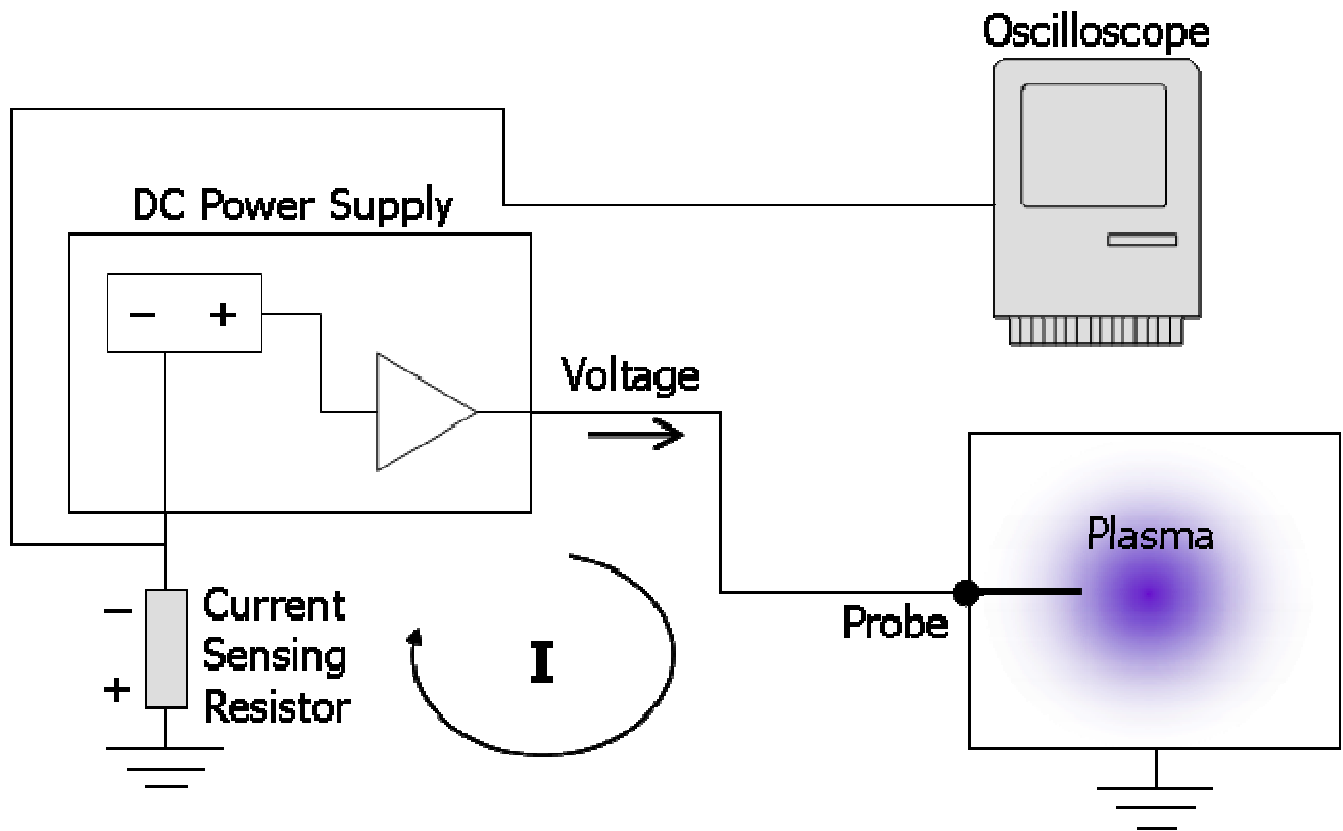 Oscilloscope
DC Power Supply
− +
Voltage
Plasma
Probe
− Current
Sensing
+ Resistor
I